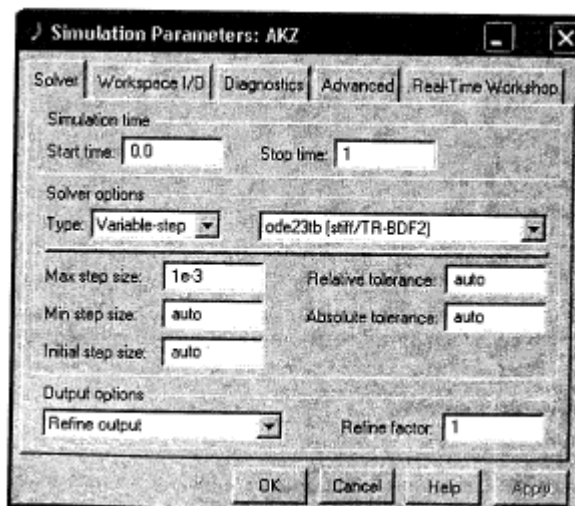 Simulation Parameters: AKZ
Solver Workspace I/O Diagnostics Advanced Real-Time Workshop
Simulation time
Start time: 0.0 Stop time: 1
Solver options
Type: Variable-step ode23tb (stiff/TR-BDF2)
Max step size: 1e-3 Relative tolerance: auto
Min step size: auto Absolute tolerance: auto
Initial step size: auto
Output options
Refine output Refine factor: 1
OK Cancel Help Apply